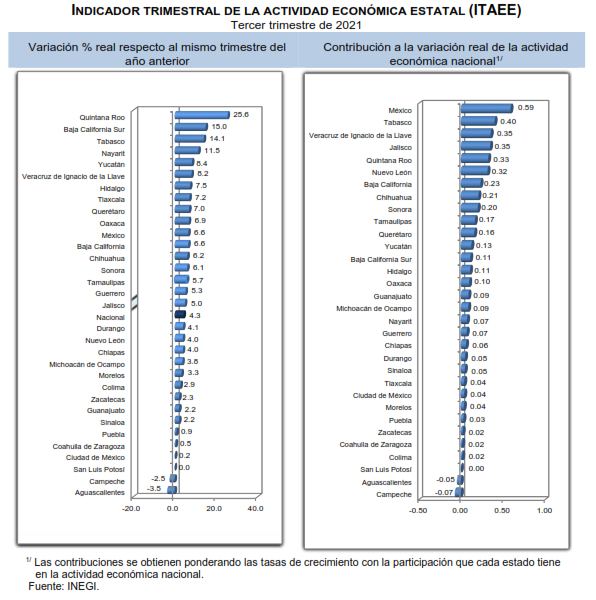 INDICADOR TRIMESTRAL DE LA ACTIVIDAD ECONÓMICA ESTATAL (ITAEE)
Tercer trimestre de 2021
Variación % real respecto al mismo trimestre del
año anterior
Quintana Roo 25.6
Baja California Sur 15.0
Tabasco 14.1
Nayarit 11.5
Yucatán 8.4
Veracruz de Ignacio de la Llave 8.2
Hidalgo 7.5
Tlaxcala 7.2
Querétaro 7.0
Oaxaca 6.9
México 6.6
Baja California 6.6
Chihuahua 6.2
Sonora 6.1
Tamaulipas 5.7
Guerrero 5.3
Jalisco 5.0
Nacional 4.3
Durango 4.1
Nuevo León 4.0
Chiapas 4.0
Michoacán de Ocampo 3.6
Morelos 3.3
Colima 2.9
Zacatecas 2.3
Guanajuato 2.2
Sinaloa 2.2
Puebla 0.9
Coahuila de Zaragoza 0.5
Ciudad de México 0.2
San Luis Potosí 0.0
Campeche -2.5
Aguascalientes -3.5
-20.0 0.0 20.0 40.0
Contribución a la variación real de la actividad
económica nacional1/
México 0.59
Tabasco 0.40
Veracruz de Ignacio de la Llave 0.35
Jalisco 0.35
Quintana Roo 0.33
Nuevo León 0.32
Baja California 0.23
Chihuahua 0.21
Sonora 0.20
Tamaulipas 0.17
Querétaro 0.16
Yucatán 0.13
Baja California Sur 0.11
Hidalgo 0.11
Oaxaca 0.10
Guanajuato 0.09
Michoacán de Ocampo 0.09
Nayarit 0.07
Guerrero 0.07
Chiapas 0.06
Durango 0.05
Sinaloa 0.05
Tlaxcala 0.04
Ciudad de México 0.04
Morelos 0.04
Puebla 0.03
Zacatecas 0.02
Coahuila de Zaragoza 0.02
Colima 0.02
San Luis Potosí 0.00
Aguascalientes -0.05
Campeche -0.07
-0.50 0.00 0.50 1.00
1/ Las contribuciones se obtienen ponderando las tasas de crecimiento con la participación que cada estado tiene
en la actividad económica nacional.
Fuente: INEGI.